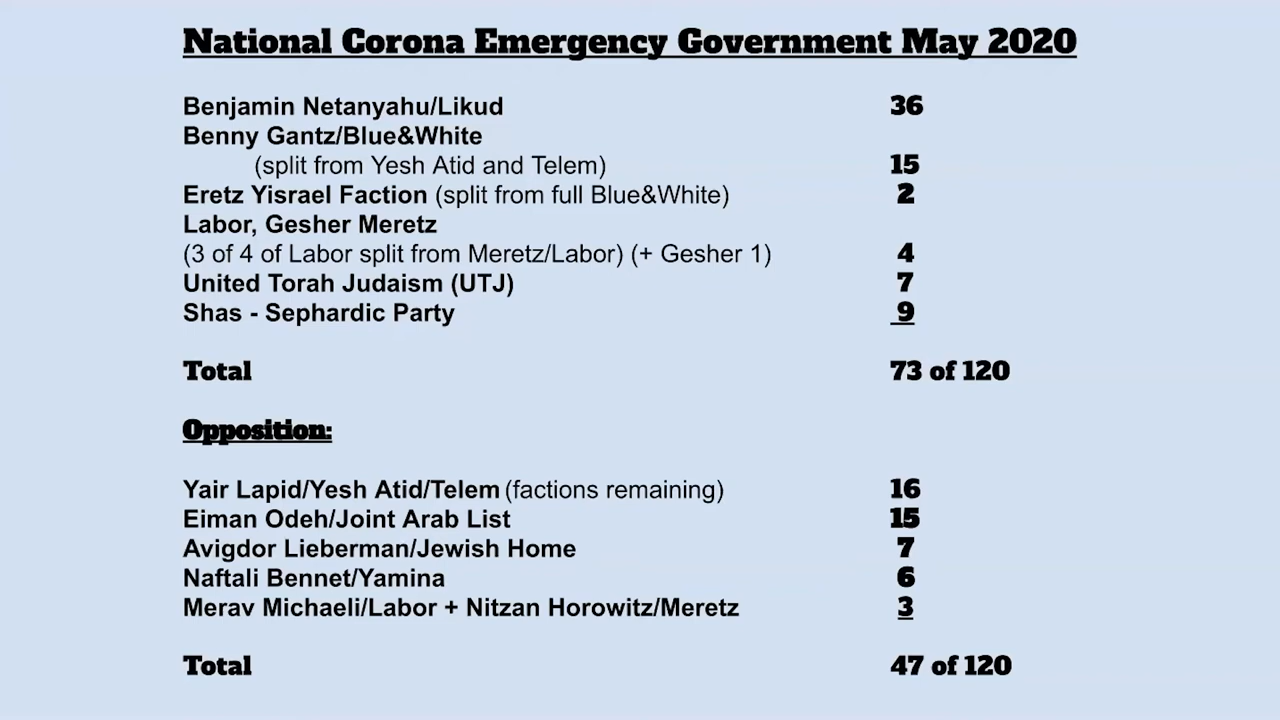 National Corona Emergency Government May 2020
Benjamin Netanyahu/Likud 36
Benny Gantz/Blue&White
(split from Yesh Atid and Telem) 15
Eretz Yisrael Faction (split from full Blue&White) 2
Labor, Gesher Meretz
(3 of 4 of Labor split from Meretz/Labor) (+ Gesher 1) 4
United Torah Judaism (UTJ) 7
Shas - Sephardic Party 9
Total 73 of 120
Opposition:
Yair Lapid/Yesh Atid/Telem (factions remaining) 16
Eiman Odeh/Joint Arab List 15
Avigdor Lieberman/Jewish Home 7
Naftali Bennet/Yamina 6
Merav Michaeli/Labor + Nitzan Horowitz/Meretz 3
Total 47 of 120